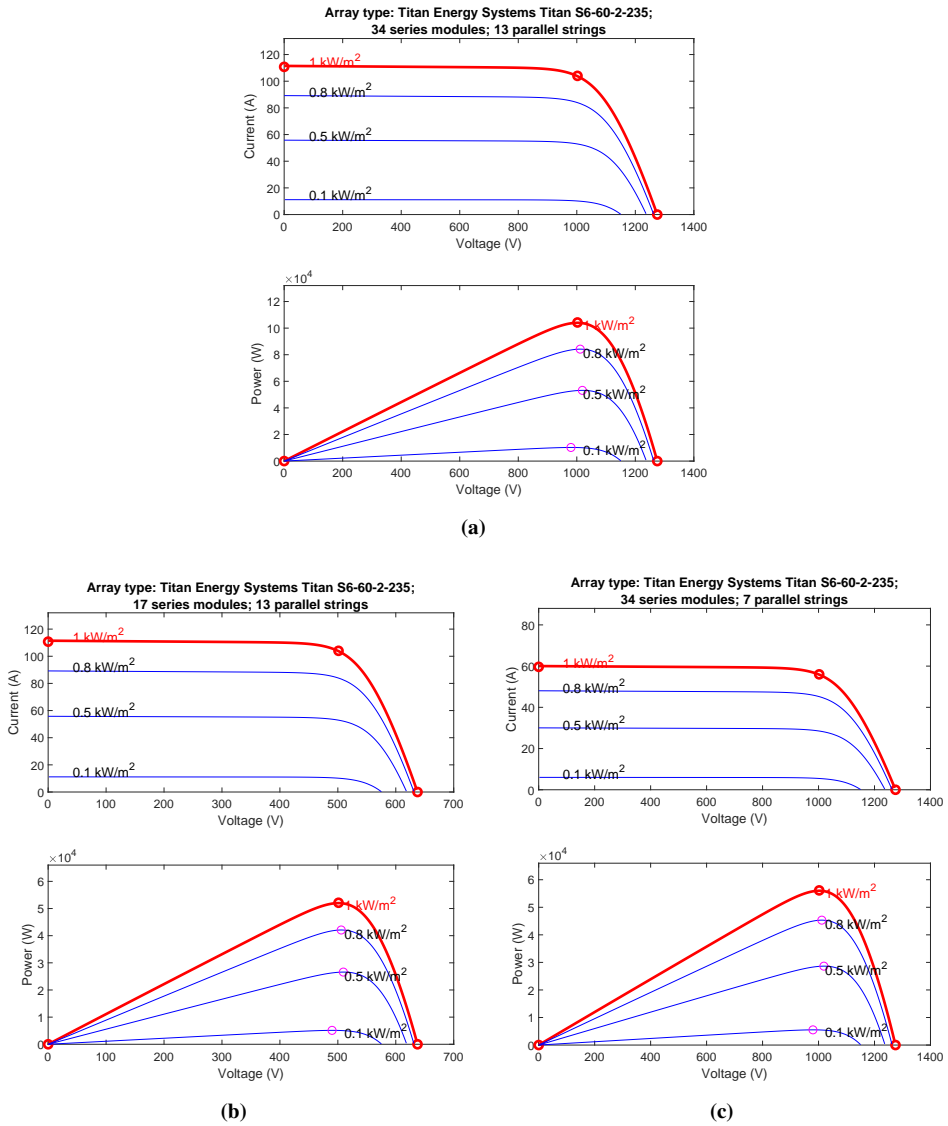 Array type: Titan Energy Systems Titan S6-60-2-235;
34 series modules; 13 parallel strings
120
100
80
60
40
20
0
Current (A)
1 kW/m2
0.8 kW/m2
0.5 kW/m2
0.1 kW/m2
0 200 400 600 800 1000 1200 1400
Voltage (V)
×10^4
12
10
8
6
4
2
0
Power (W)
1 kW/m2
0.8 kW/m2
0.5 kW/m2
0.1 kW/m2
0 200 400 600 800 1000 1200 1400
Voltage (V)
(a)
Array type: Titan Energy Systems Titan S6-60-2-235;
17 series modules; 13 parallel strings
120
100
80
60
40
20
0
Current (A)
1 kW/m2
0.8 kW/m2
0.5 kW/m2
0.1 kW/m2
0 100 200 300 400 500 600 700
Voltage (V)
×10^4
6
5
4
3
2
1
0
Power (W)
1 kW/m2
0.8 kW/m2
0.5 kW/m2
0.1 kW/m2
0 100 200 300 400 500 600 700
Voltage (V)
(b)
Array type: Titan Energy Systems Titan S6-60-2-235;
34 series modules; 7 parallel strings
80
60
40
20
0
Current (A)
1 kW/m2
0.8 kW/m2
0.5 kW/m2
0.1 kW/m2
0 200 400 600 800 1000 1200 1400
Voltage (V)
×10^4
6
5
4
3
2
1
0
Power (W)
1 kW/m2
0.8 kW/m2
0.5 kW/m2
0.1 kW/m2
0 200 400 600 800 1000 1200 1400
Voltage (V)
(c)